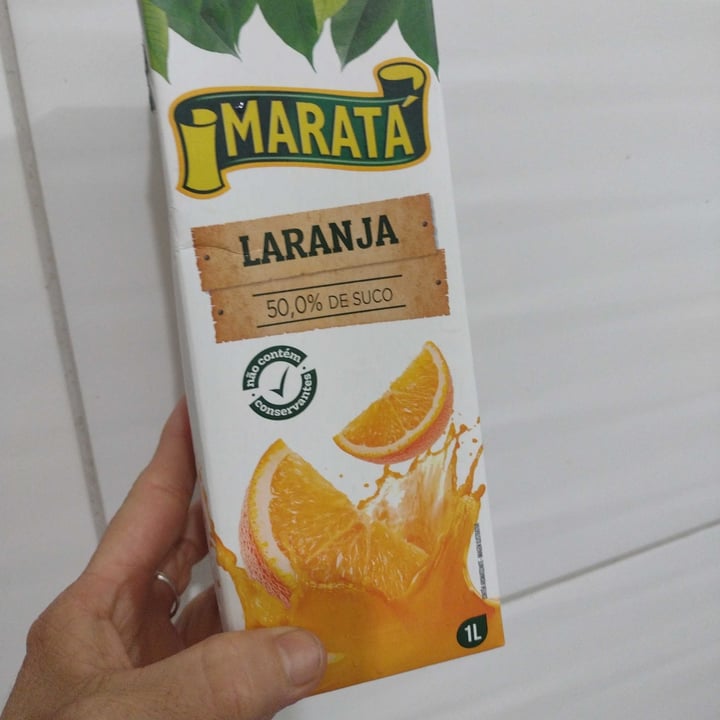 MARATÁ
LARANJA
50,0% DE SUCO
não contém
conservantes
1L